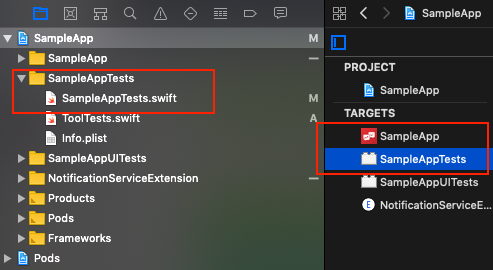 SampleApp M
SampleApp
SampleAppTests
SampleAppTests.swift M
ToolTests.swift A
Info.plist
SampleAppUITests
NotificationServiceExtension
Products
Pods
Frameworks
Pods
SampleApp
PROJECT
SampleApp
TARGETS
SampleApp
SampleAppTests
SampleAppUITests
E NotificationServiceE...